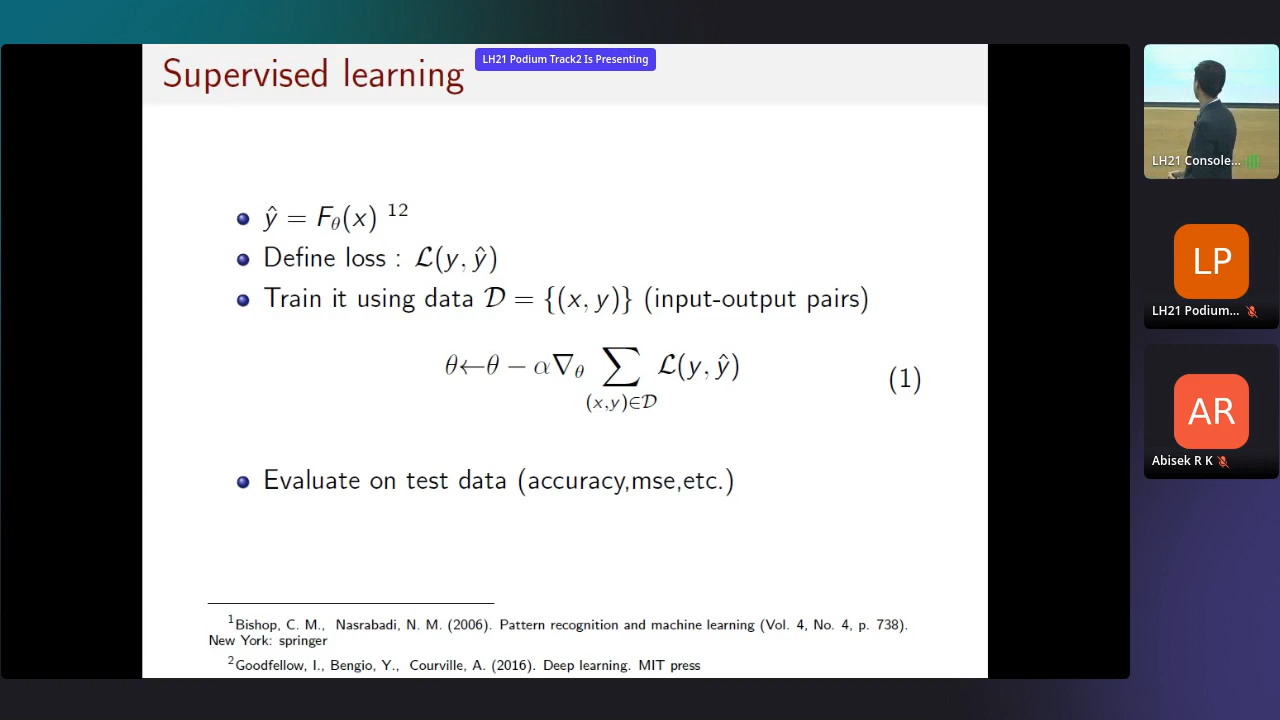 LH21 Podium Track2 Is Presenting
Supervised learning
ŷ = F_θ(x) ¹²
Define loss : ℒ(y, ŷ)
Train it using data 𝒟 = {(x, y)} (input-output pairs)
θ←θ − α∇_θ ∑_{(x,y)∈𝒟} ℒ(y, ŷ) (1)
Evaluate on test data (accuracy,mse,etc.)
¹Bishop, C. M., Nasrabadi, N. M. (2006). Pattern recognition and machine learning (Vol. 4, No. 4, p. 738).
New York: springer
²Goodfellow, I., Bengio, Y., Courville, A. (2016). Deep learning. MIT press
LH21 Console...
LP
LH21 Podium...
AR
Abisek R K